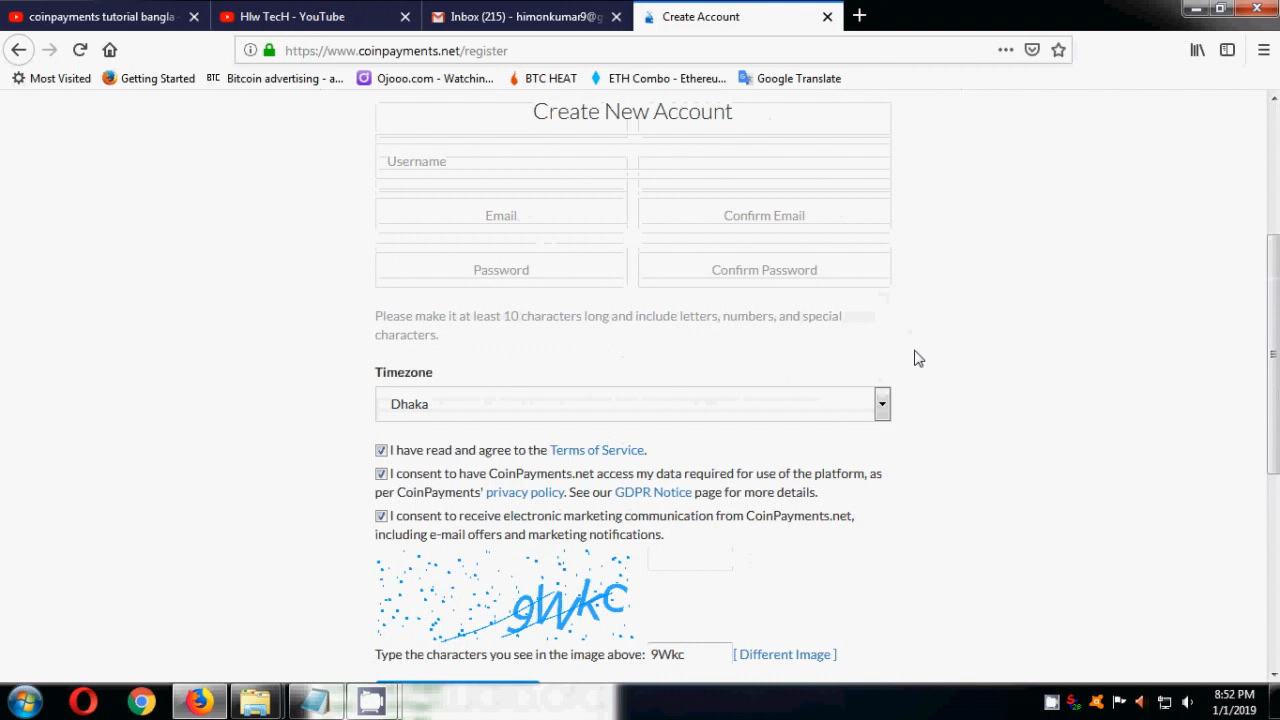 coinpayments tutorial bangla
Hlw TecH - YouTube
Inbox (215) - himonkumar9@g
Create Account
https://www.coinpayments.net/register
Most Visited
Getting Started
BTC Bitcoin advertising - a...
Ojooo.com - Watchin...
BTC HEAT
ETH Combo - Ethereu...
Google Translate
Create New Account
Username
Email
Confirm Email
Password
Confirm Password
Please make it at least 10 characters long and include letters, numbers, and special
characters.
Timezone
Dhaka
I have read and agree to the Terms of Service.
I consent to have CoinPayments.net access my data required for use of the platform, as
per CoinPayments' privacy policy. See our GDPR Notice page for more details.
I consent to receive electronic marketing communication from CoinPayments.net,
including e-mail offers and marketing notifications.
9Wkc
Type the characters you see in the image above: 9Wkc [ Different Image ]
8:52 PM
1/1/2019